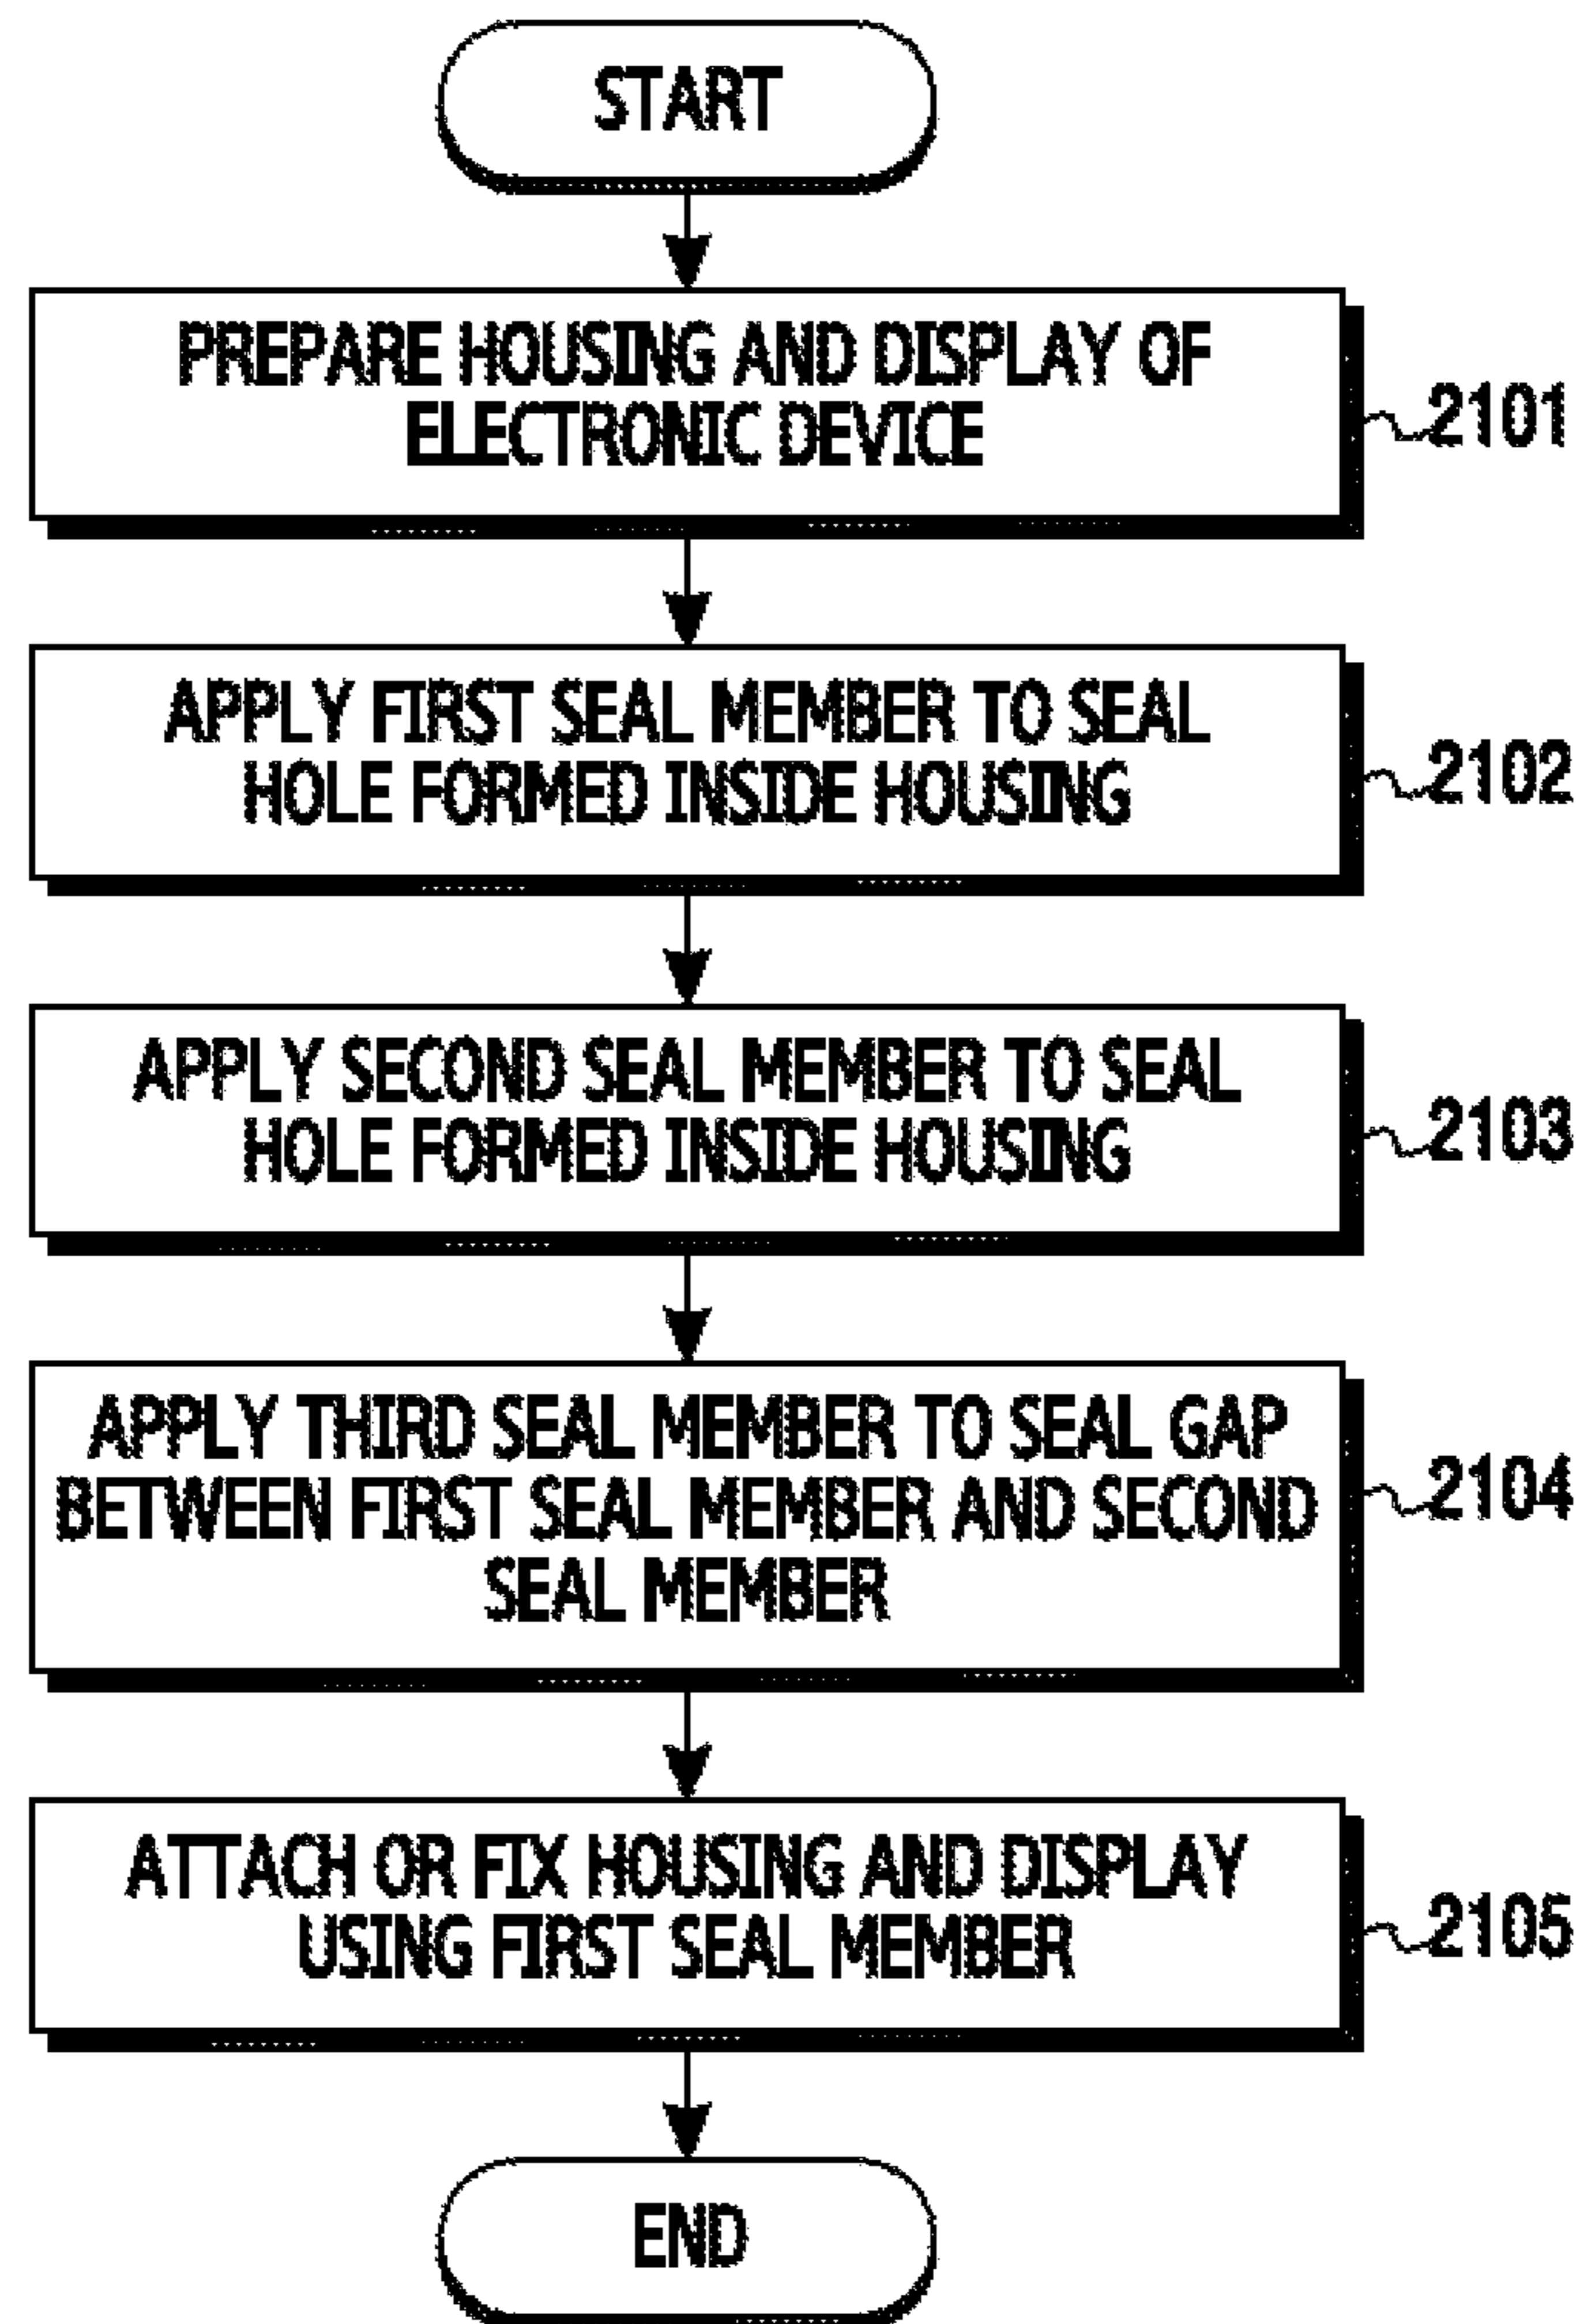 START
PREPARE HOUSING AND DISPLAY OF
ELECTRONIC DEVICE
2101
APPLY FIRST SEAL MEMBER TO SEAL
HOLE FORMED INSIDE HOUSING
2102
APPLY SECOND SEAL MEMBER TO SEAL
HOLE FORMED INSIDE HOUSING
2103
APPLY THIRD SEAL MEMBER TO SEAL GAP
BETWEEN FIRST SEAL MEMBER AND SECOND
SEAL MEMBER
2104
ATTACH OR FIX HOUSING AND DISPLAY
USING FIRST SEAL MEMBER
2105
END